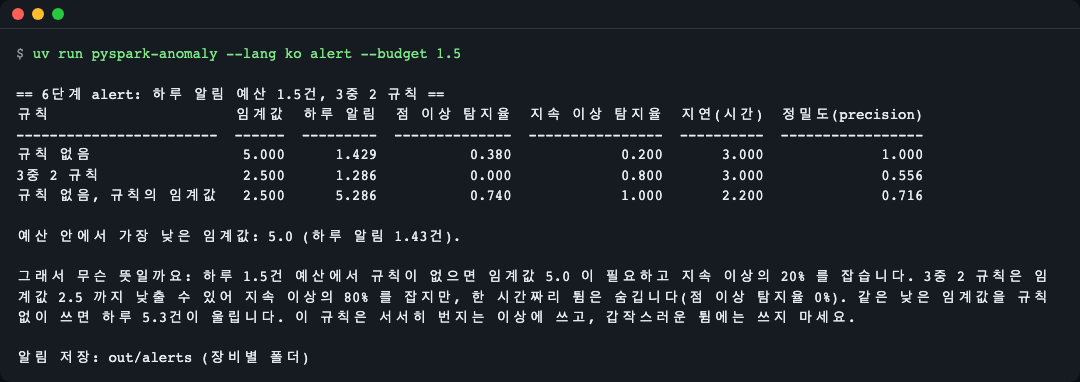 $ uv run pyspark-anomaly --lang ko alert --budget 1.5
== 6단계 alert: 하루 알림 예산 1.5건, 3중 2 규칙 ==
규칙 임계값 하루 알림 점 이상 탐지율 지속 이상 탐지율 지연(시간) 정밀도(precision)
----------------------- ------ --------- -------------- ---------------- ---------- -----------------
규칙 없음 5.000 1.429 0.380 0.200 3.000 1.000
3중 2 규칙 2.500 1.286 0.000 0.800 3.000 0.556
규칙 없음, 규칙의 임계값 2.500 5.286 0.740 1.000 2.200 0.716
예산 안에서 가장 낮은 임계값: 5.0 (하루 알림 1.43건).
그래서 무슨 뜻일까요: 하루 1.5건 예산에서 규칙이 없으면 임계값 5.0 이 필요하고 지속 이상의 20% 를 잡습니다. 3중 2 규칙은 임
계값 2.5 까지 낮출 수 있어 지속 이상의 80% 를 잡지만, 한 시간짜리 튐은 숨깁니다(점 이상 탐지율 0%). 같은 낮은 임계값을 규칙
없이 쓰면 하루 5.3건이 울립니다. 이 규칙은 서서히 번지는 이상에 쓰고, 갑작스러운 튐에는 쓰지 마세요.
알림 저장: out/alerts (장비별 폴더)